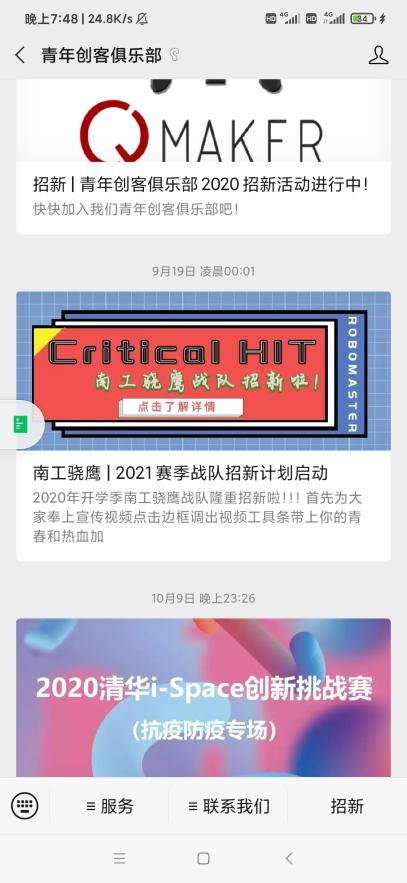 晚上7:48 | 24.8K/s
HD 4G HD 4G 84
青年创客俱乐部
QMAKER
招新 | 青年创客俱乐部 2020 招新活动进行中！
快快加入我们青年创客俱乐部吧！
9月19日 凌晨00:01
Critical HIT
南工骁鹰战队招新啦！
点击了解详情
ROBOMASTER
南工骁鹰 | 2021 赛季战队招新计划启动
2020年开学季南工骁鹰战队隆重招新啦!!! 首先为大
家奉上宣传视频点击边框调出视频工具条带上你的青
春和热血加
10月9日 晚上23:26
2020清华i-Space创新挑战赛
（抗疫防疫专场）
服务
联系我们
招新